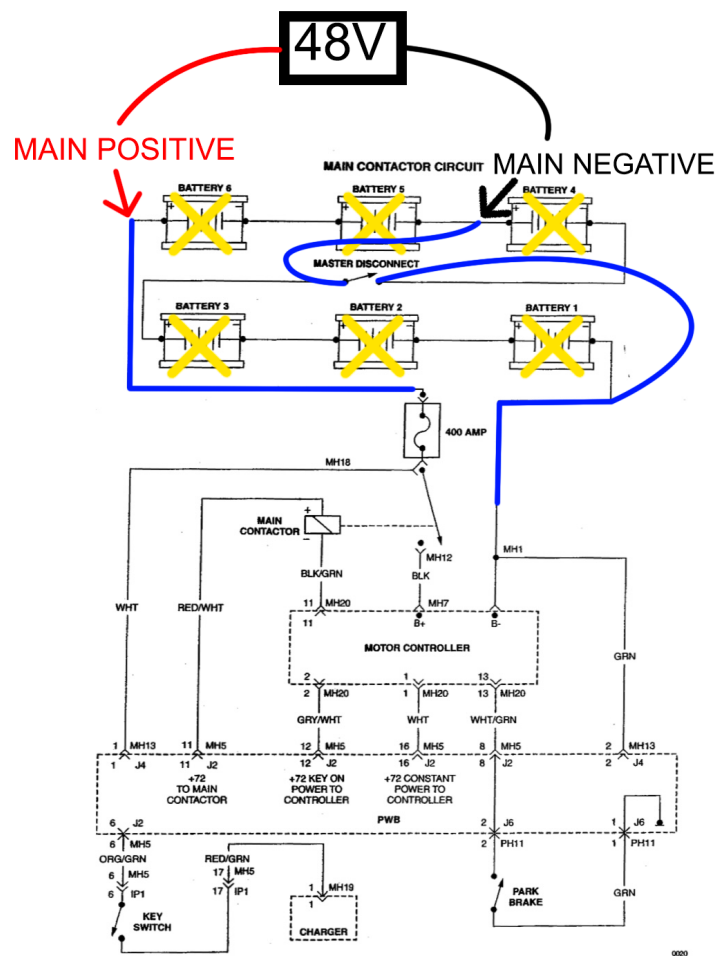 48V
MAIN POSITIVE
MAIN NEGATIVE
MAIN CONTACTOR CIRCUIT
BATTERY 6
BATTERY 5
BATTERY 4
+ −
+
+
MASTER DISCONNECT
BATTERY 3
BATTERY 2
BATTERY 1
+
+
+
400 AMP
MH18
+
MAIN
CONTACTOR
−
MH12
MH1
BLK/GRN
BLK
WHT
RED/WHT
11 MH20
MH7
11
B+
B-
MOTOR CONTROLLER
GRN
2
1
13
2 MH20
1 MH20
13 MH20
GRY/WHT
WHT
WHT/GRN
1 MH13
11 MH5
12 MH5
16 MH5
8 MH5
2 MH13
1 J4
11 J2
12 J2
16 J2
8 J2
2 J4
+72
TO MAIN
CONTACTOR
+72 KEY ON
POWER TO
CONTROLLER
+72 CONSTANT
POWER TO
CONTROLLER
PWB
6 J2
2 J6
1 J6
6 MH5
2 PH11
1 PH11
ORG/GRN
RED/GRN
6 MH5
17 MH5
6 IP1
17 IP1
1 MH19
1
KEY
SWITCH
CHARGER
PARK
BRAKE
GRN
9020